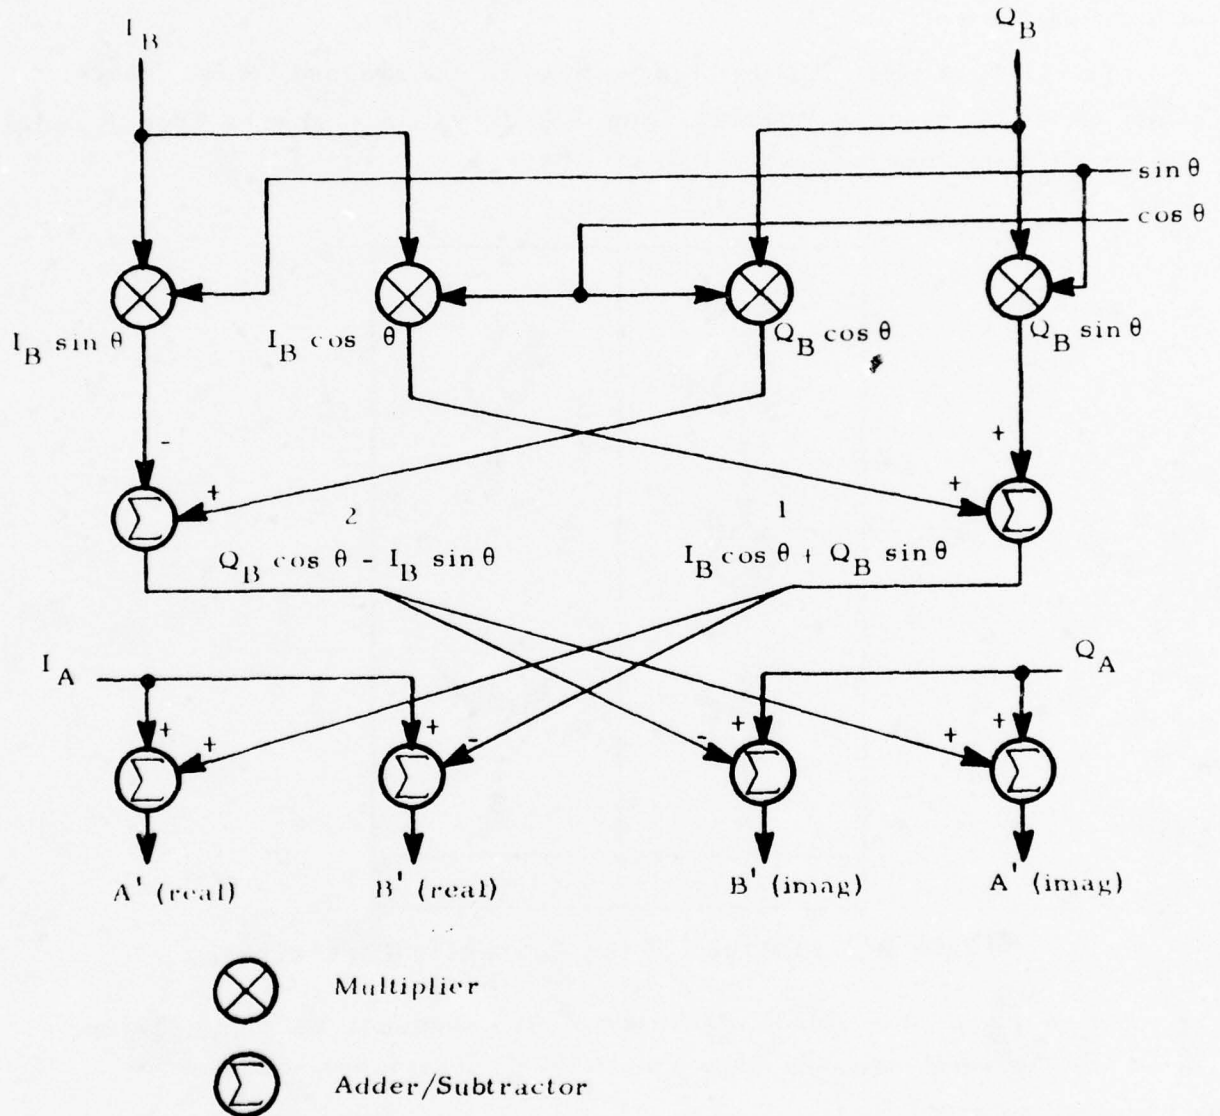 I_B Q_B
sin θ
cos θ
I_B sin θ I_B cos θ Q_B cos θ Q_B sin θ
- +
+ +
2 1
Q_B cos θ - I_B sin θ I_B cos θ + Q_B sin θ
I_A Q_A
+ + + - - + + +
A' (real) B' (real) B' (imag) A' (imag)
Multiplier
Adder/Subtractor